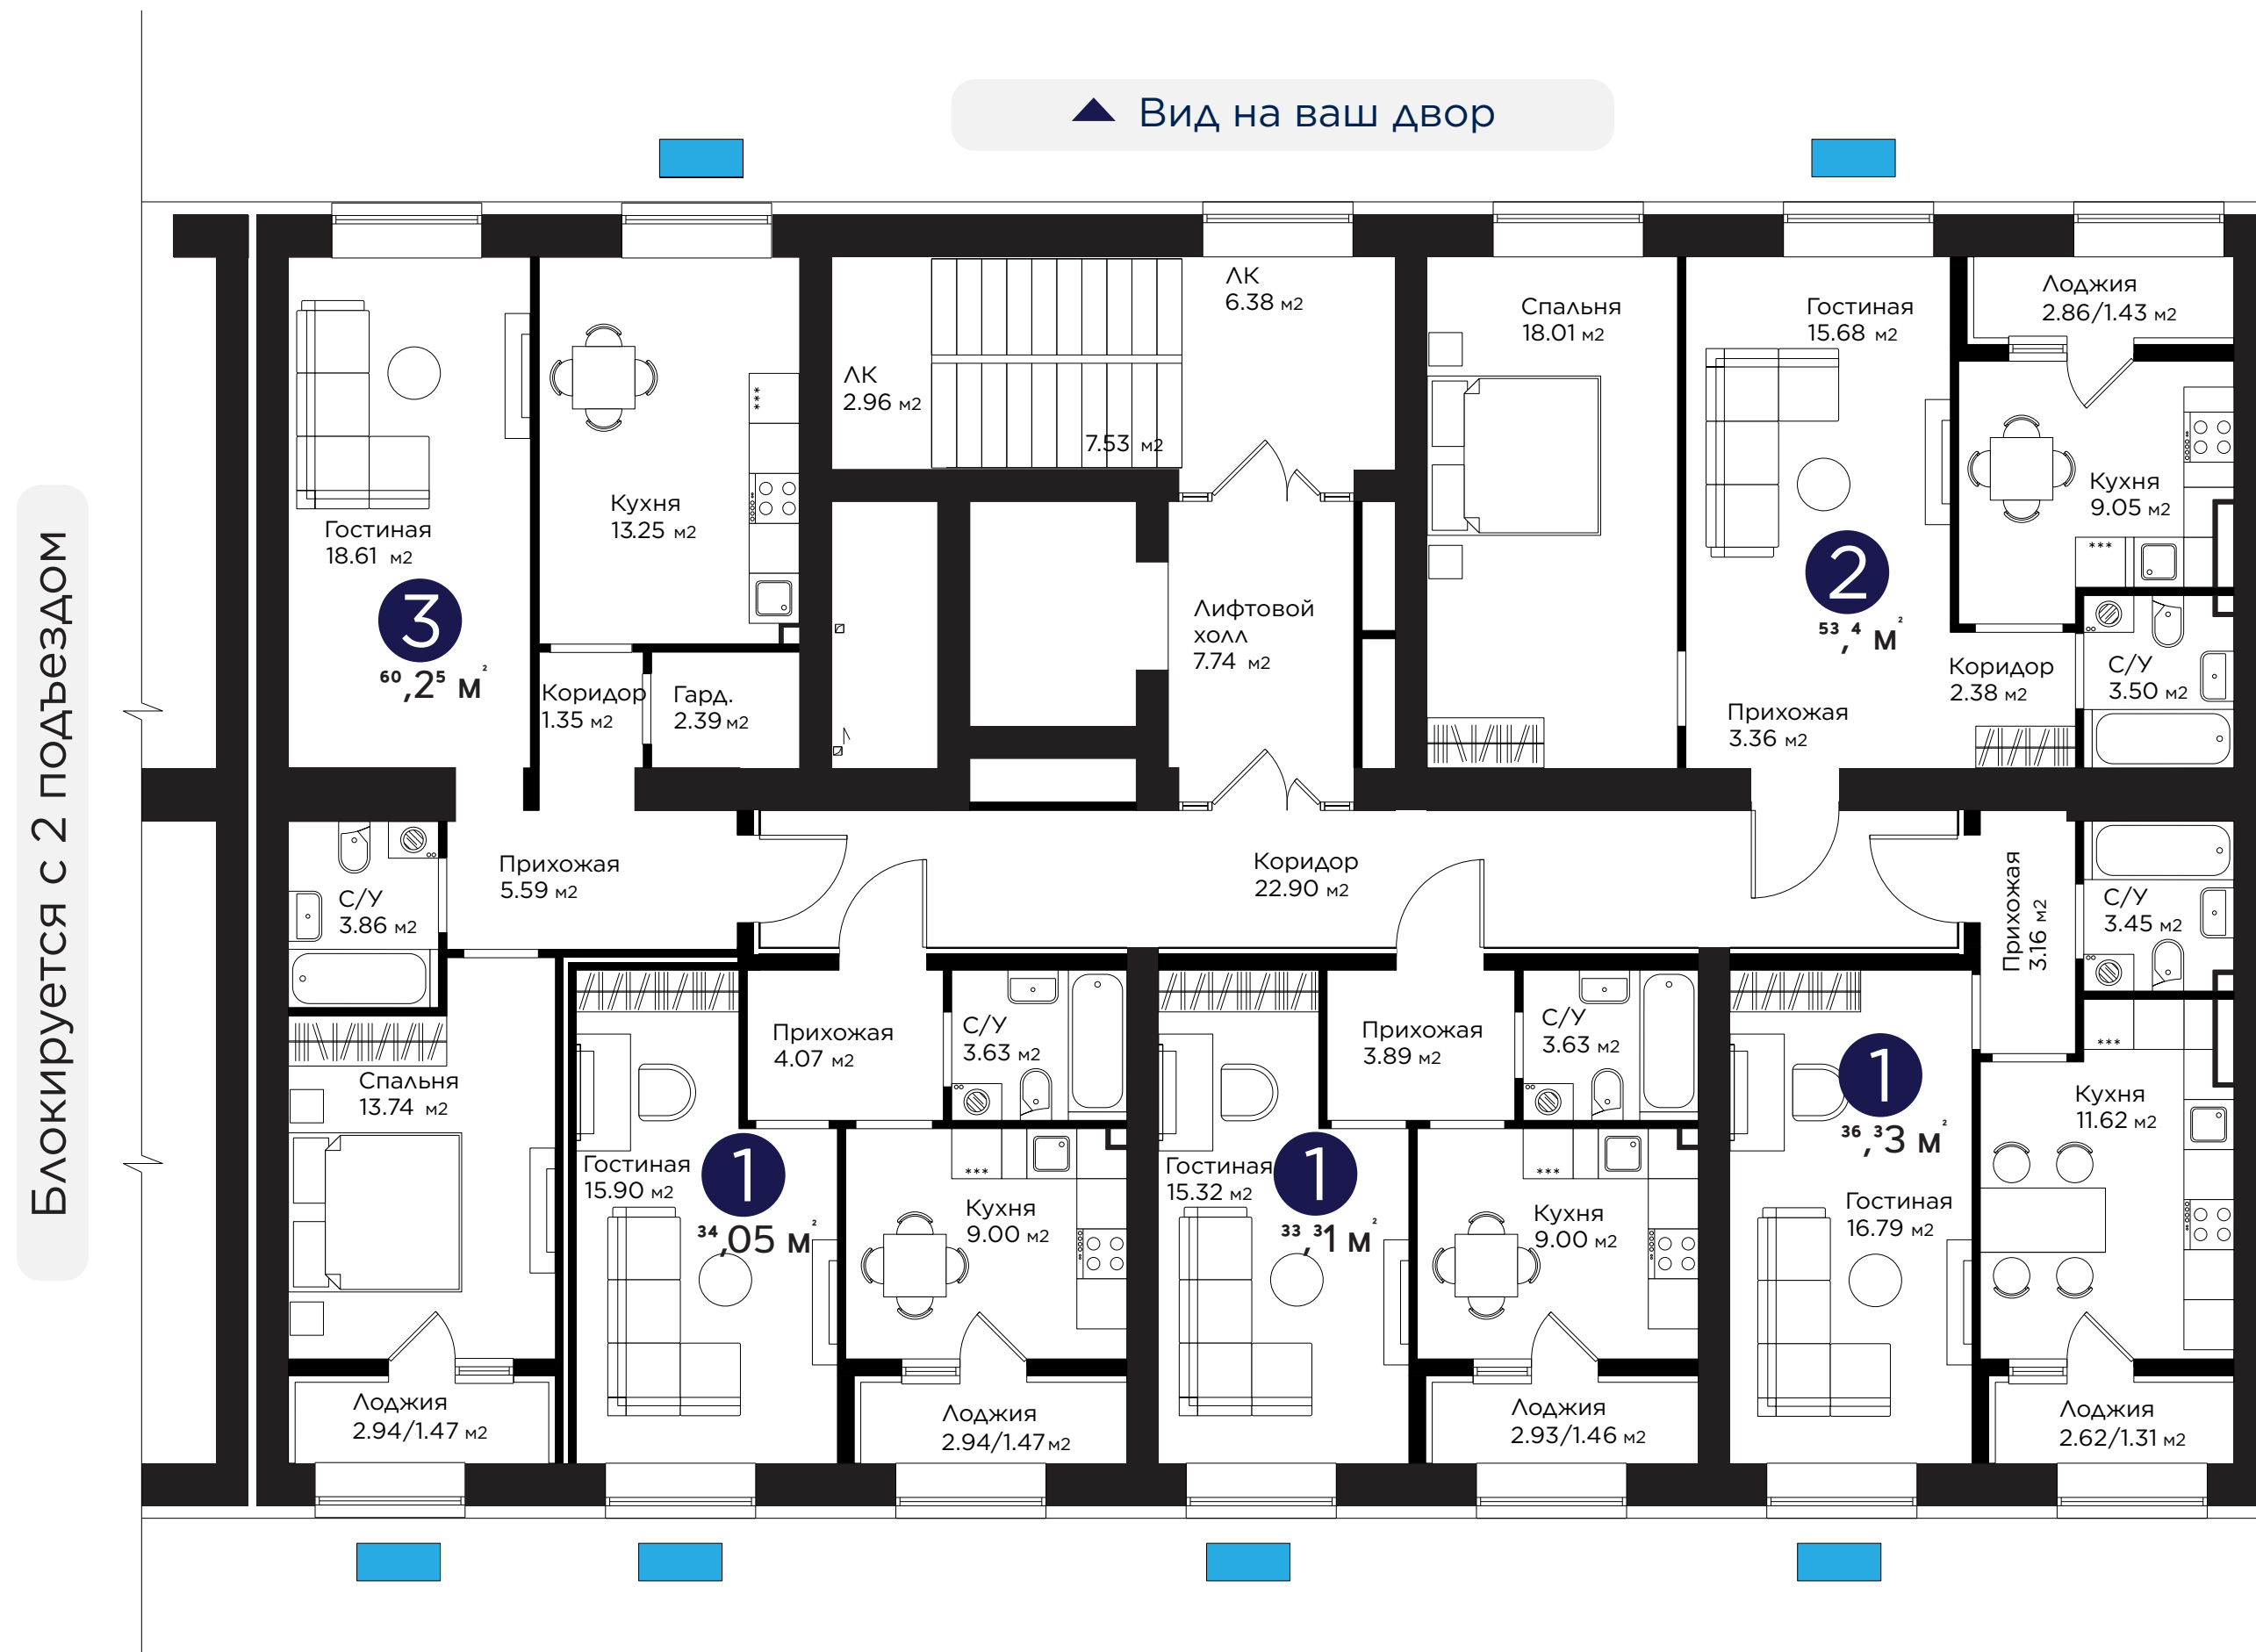 Вид на ваш двор
Блокируется с 2 подъездом
Гостиная
18.61 м2
3
60,25 м²
Кухня
13.25 м2
Коридор
1.35 м2
Гард.
2.39 м2
ЛК
2.96 м2
7.53 м2
ЛК
6.38 м2
Лифтовой
холл
7.74 м2
Спальня
18.01 м2
Гостиная
15.68 м2
2
53,4 м²
Лоджия
2.86/1.43 м2
Кухня
9.05 м2
Коридор
2.38 м2
С/У
3.50 м2
Прихожая
3.36 м2
Прихожая
5.59 м2
С/У
3.86 м2
Коридор
22.90 м2
Прихожая
3.16 м2
С/У
3.45 м2
Спальня
13.74 м2
Лоджия
2.94/1.47 м2
Прихожая
4.07 м2
С/У
3.63 м2
Гостиная
15.90 м2
1
34,05 м²
Кухня
9.00 м2
Лоджия
2.94/1.47 м2
Прихожая
3.89 м2
С/У
3.63 м2
Гостиная
15.32 м2
1
33,31 м²
Кухня
9.00 м2
Лоджия
2.93/1.46 м2
1
36,33 м²
Гостиная
16.79 м2
Кухня
11.62 м2
Лоджия
2.62/1.31 м2